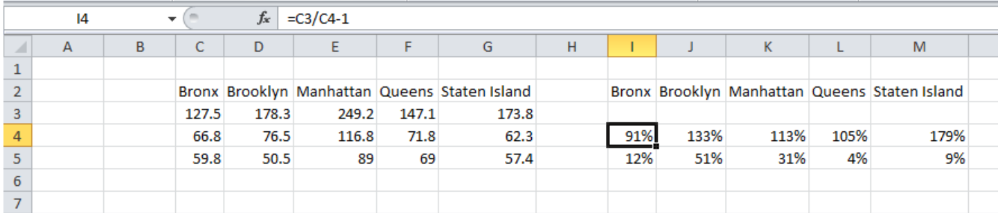 I4 fx =C3/C4-1
A B C D E F G H I J K L M
1
2 Bronx Brooklyn Manhattan Queens Staten Island Bronx Brooklyn Manhattan Queens Staten Island
3 127.5 178.3 249.2 147.1 173.8
4 66.8 76.5 116.8 71.8 62.3 91% 133% 113% 105% 179%
5 59.8 50.5 89 69 57.4 12% 51% 31% 4% 9%
6
7